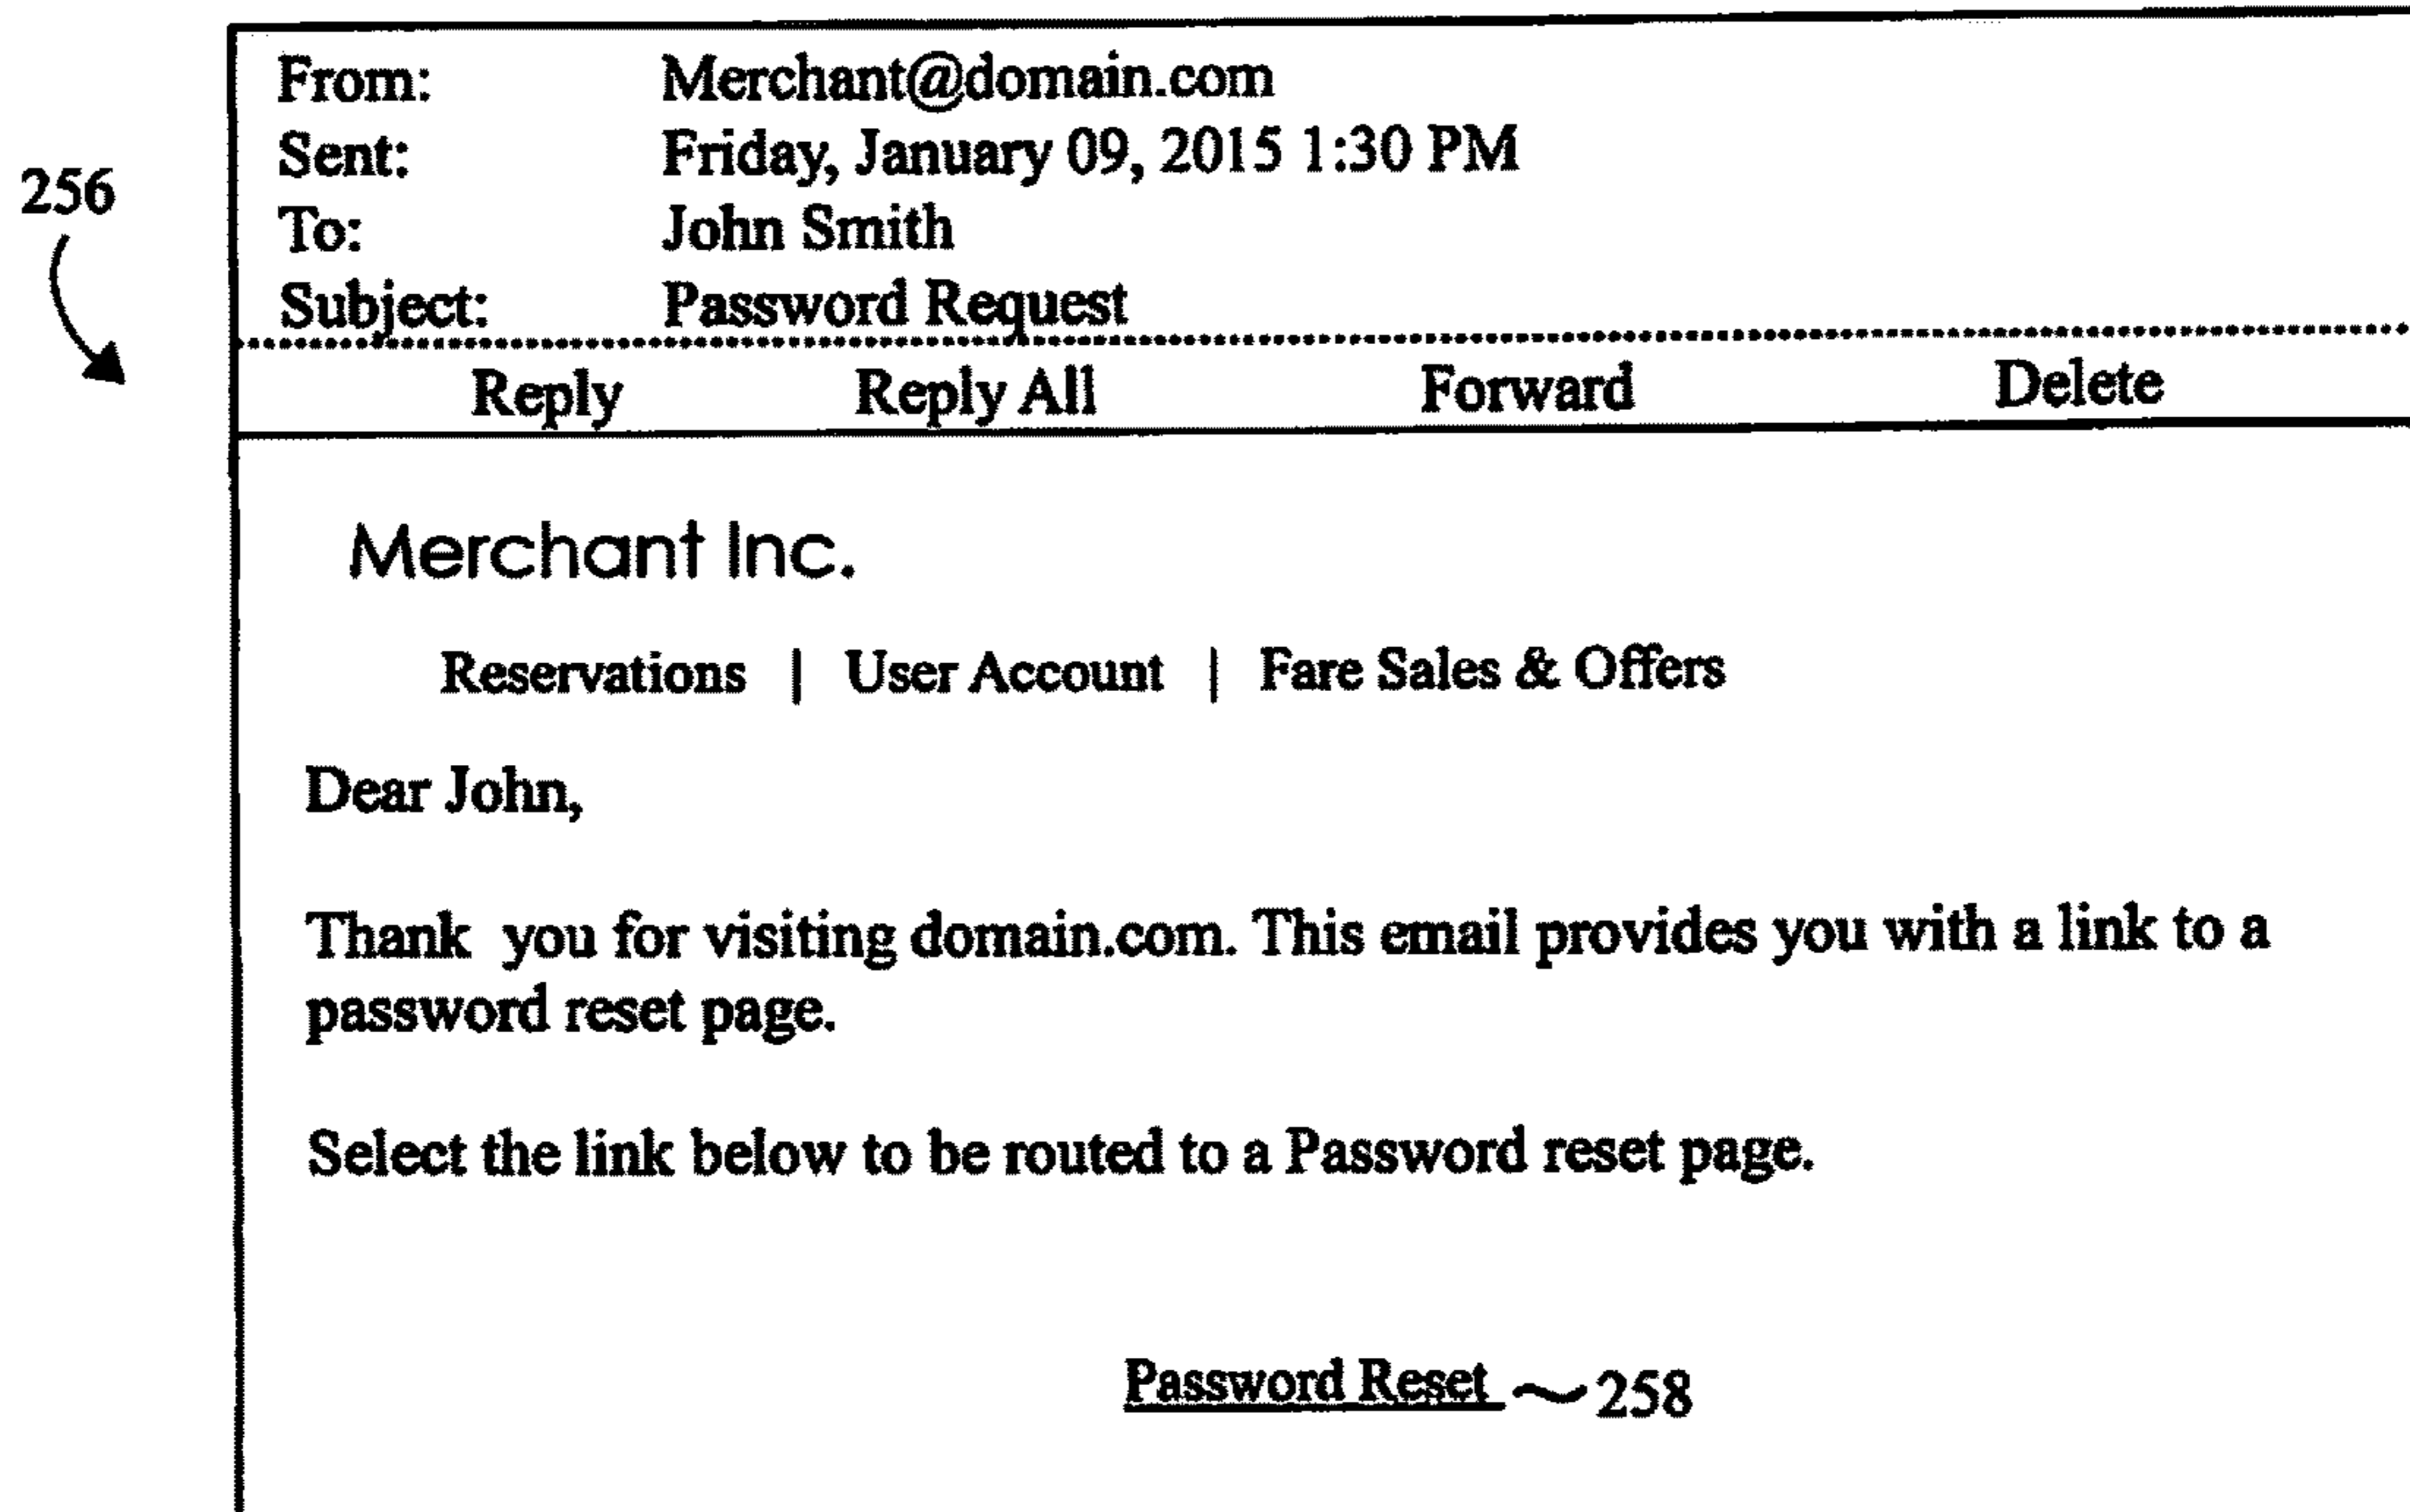 From: Merchant@domain.com
Sent: Friday, January 09, 2015 1:30 PM
256
To: John Smith
Subject: Password Request
Reply Reply All Forward Delete
Merchant Inc.
Reservations | User Account | Fare Sales & Offers
Dear John,
Thank you for visiting domain.com. This email provides you with a link to a
password reset page.
Select the link below to be routed to a Password reset page.
Password Reset 258